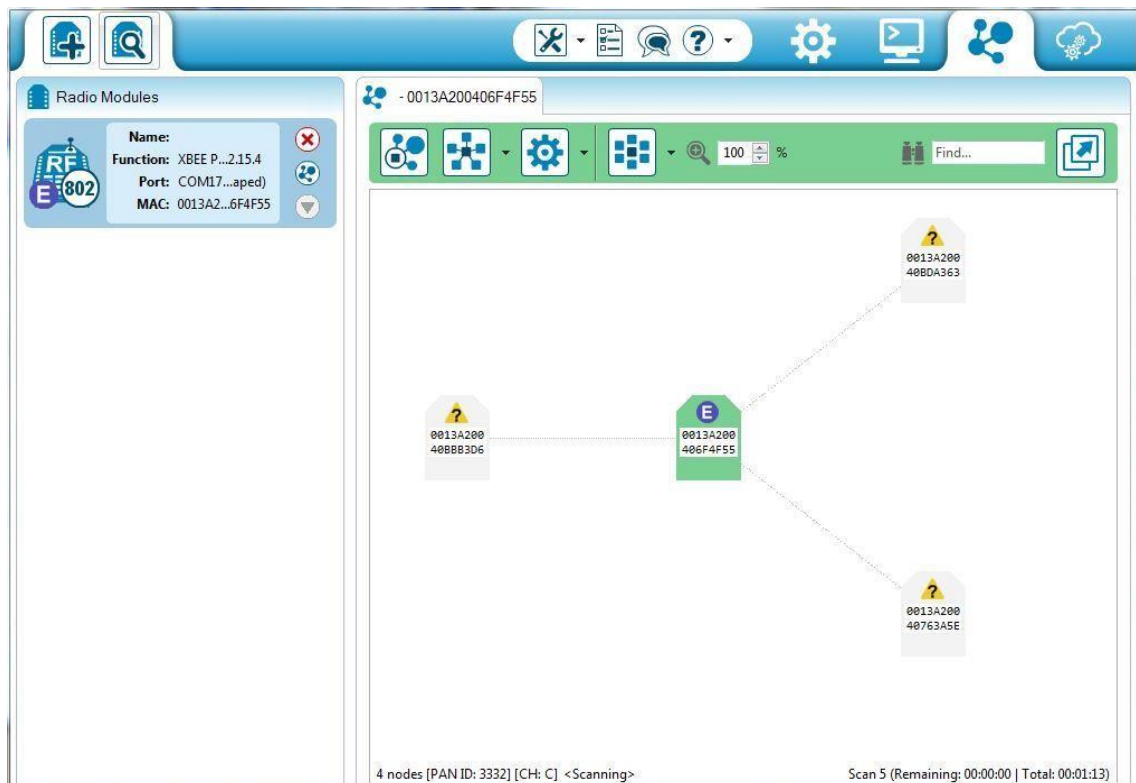 Radio Modules
Name:
Function: XBEE P...2.15.4
Port: COM17...aped)
MAC: 0013A2...6F4F55
RF
E
802
- 0013A200406F4F55
100 %
Find...
?
0013A200
40BDA363
?
0013A200
40BBB3D6
E
0013A200
406F4F55
?
0013A200
40763A5E
4 nodes [PAN ID: 3332] [CH: C] <Scanning>
Scan 5 (Remaining: 00:00:00 | Total: 00:01:13)